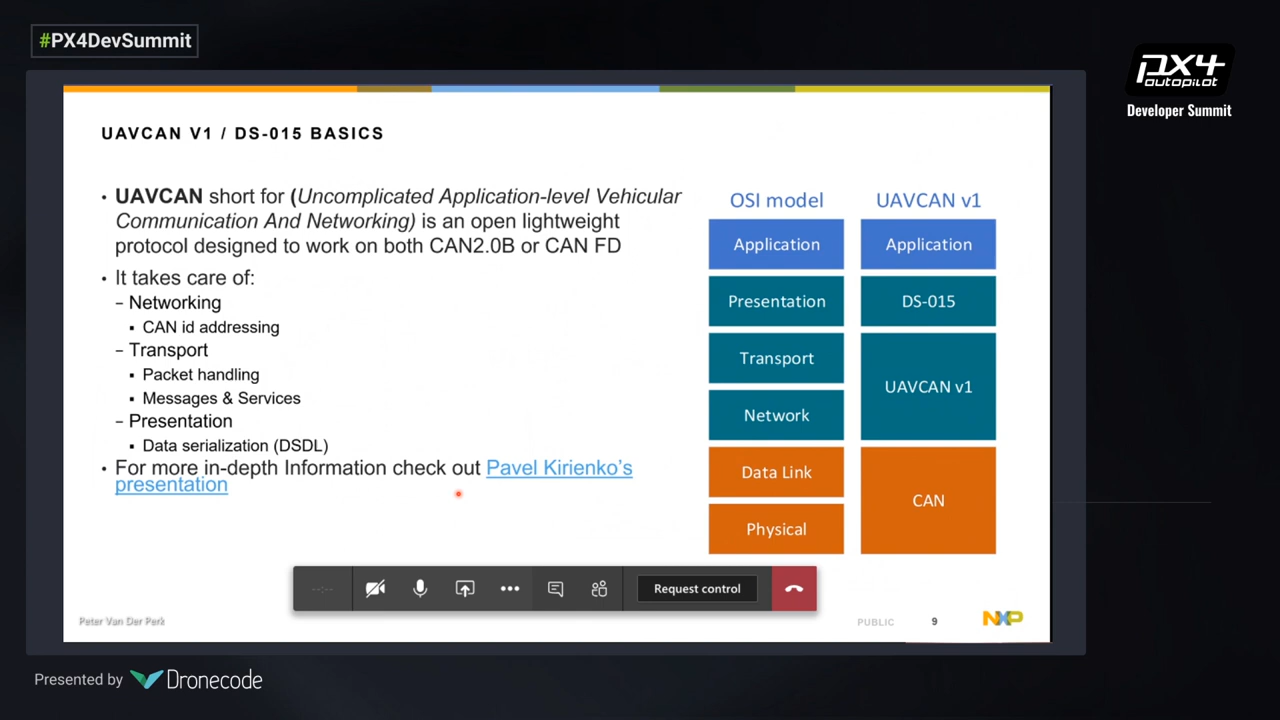 #PX4DevSummit
PX4
autopilot
Developer Summit
UAVCAN V1 / DS-015 BASICS
• UAVCAN short for (Uncomplicated Application-level Vehicular
Communication And Networking) is an open lightweight
protocol designed to work on both CAN2.0B or CAN FD
• It takes care of:
– Networking
▪ CAN id addressing
– Transport
▪ Packet handling
▪ Messages & Services
– Presentation
▪ Data serialization (DSDL)
• For more in-depth Information check out Pavel Kirienko's
presentation
OSI model
Application
Presentation
Transport
Network
Data Link
Physical
UAVCAN v1
Application
DS-015
UAVCAN v1
CAN
--:--
Request control
Peter Van Der Perk
PUBLIC
9
NXP
Presented by Dronecode